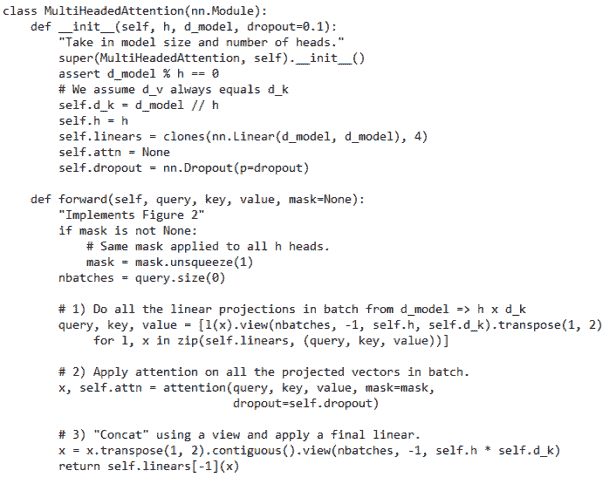 class MultiHeadedAttention(nn.Module):
    def __init__(self, h, d_model, dropout=0.1):
        "Take in model size and number of heads."
        super(MultiHeadedAttention, self).__init__()
        assert d_model % h == 0
        # We assume d_v always equals d_k
        self.d_k = d_model // h
        self.h = h
        self.linears = clones(nn.Linear(d_model, d_model), 4)
        self.attn = None
        self.dropout = nn.Dropout(p=dropout)

    def forward(self, query, key, value, mask=None):
        "Implements Figure 2"
        if mask is not None:
            # Same mask applied to all h heads.
            mask = mask.unsqueeze(1)
        nbatches = query.size(0)

        # 1) Do all the linear projections in batch from d_model => h x d_k
        query, key, value = [l(x).view(nbatches, -1, self.h, self.d_k).transpose(1, 2)
             for l, x in zip(self.linears, (query, key, value))]

        # 2) Apply attention on all the projected vectors in batch.
        x, self.attn = attention(query, key, value, mask=mask,
                                 dropout=self.dropout)

        # 3) "Concat" using a view and apply a final linear.
        x = x.transpose(1, 2).contiguous().view(nbatches, -1, self.h * self.d_k)
        return self.linears[-1](x)